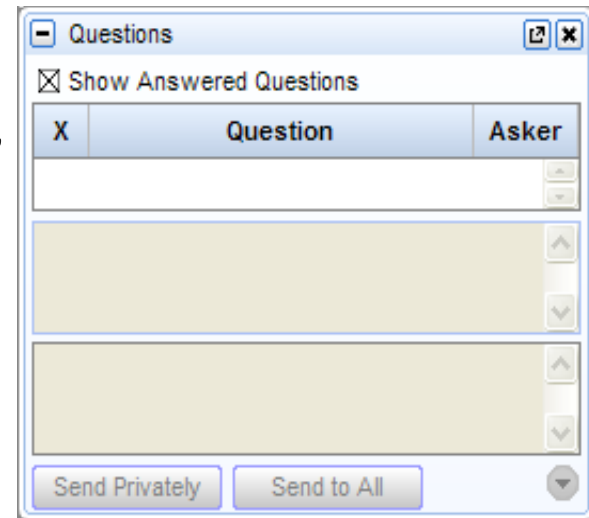 Questions
Show Answered Questions
X Question Asker
Send Privately Send to All